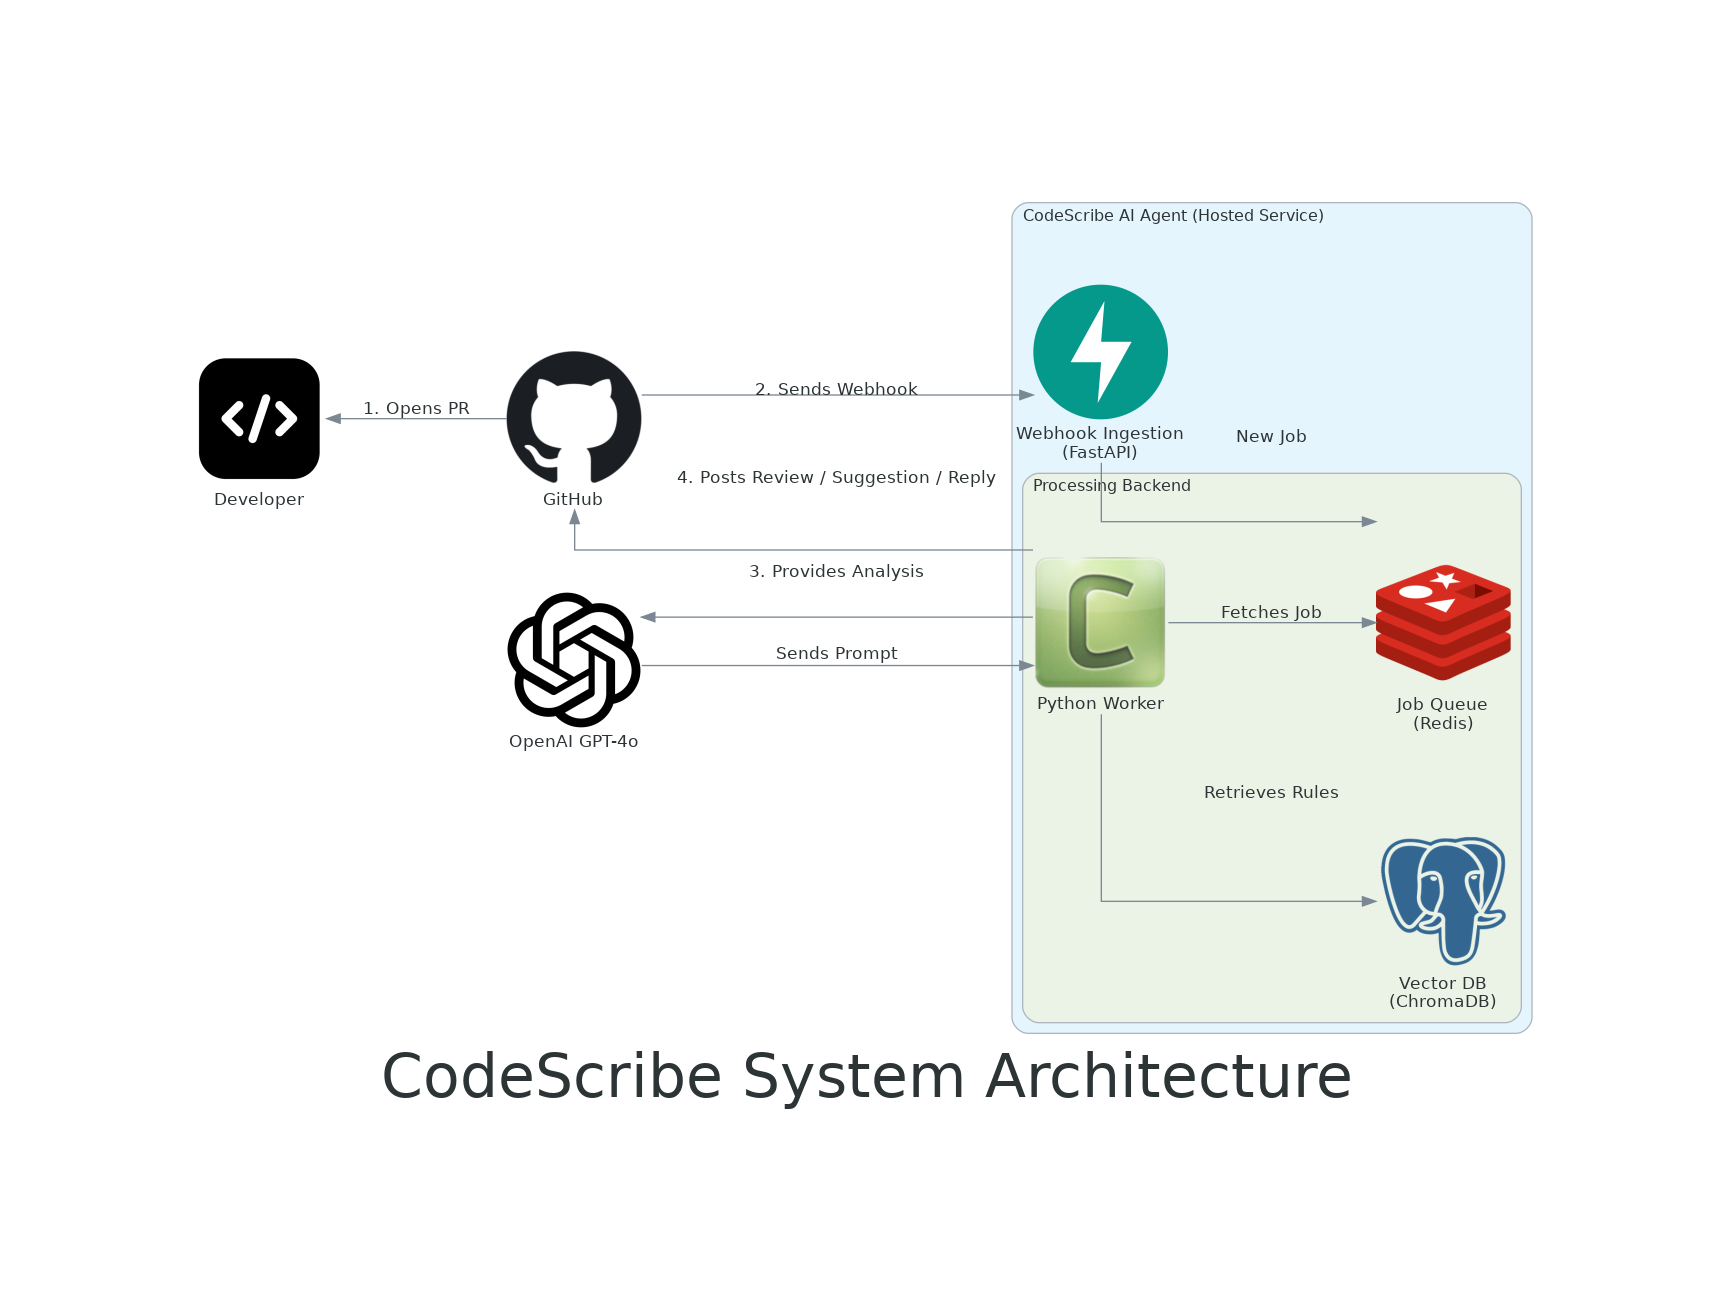 CodeScribe AI Agent (Hosted Service)
2. Sends Webhook
1. Opens PR
Webhook Ingestion
(FastAPI)
New Job
4. Posts Review / Suggestion / Reply
Processing Backend
Developer
GitHub
3. Provides Analysis
Fetches Job
Sends Prompt
Python Worker
Job Queue
(Redis)
OpenAI GPT-4o
Retrieves Rules
Vector DB
(ChromaDB)
CodeScribe System Architecture